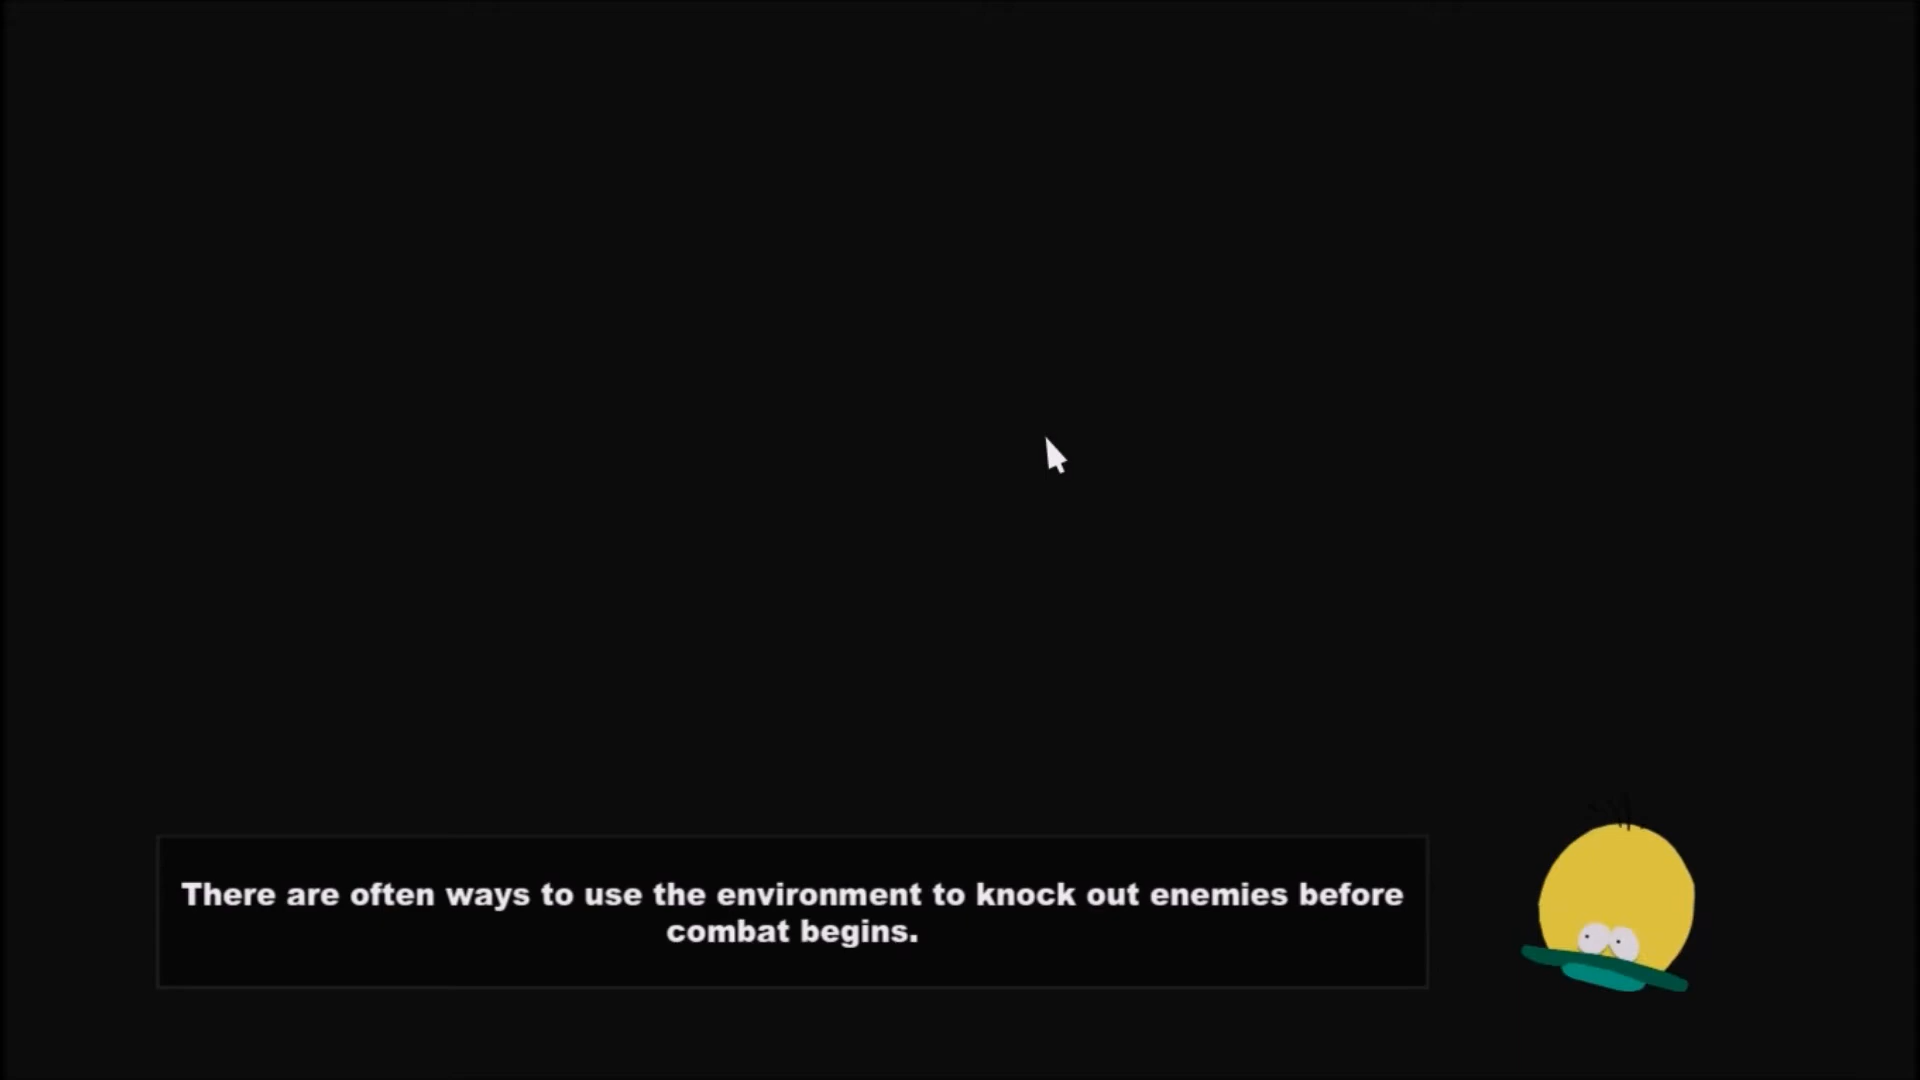 There are often ways to use the environment to knock out enemies before
combat begins.